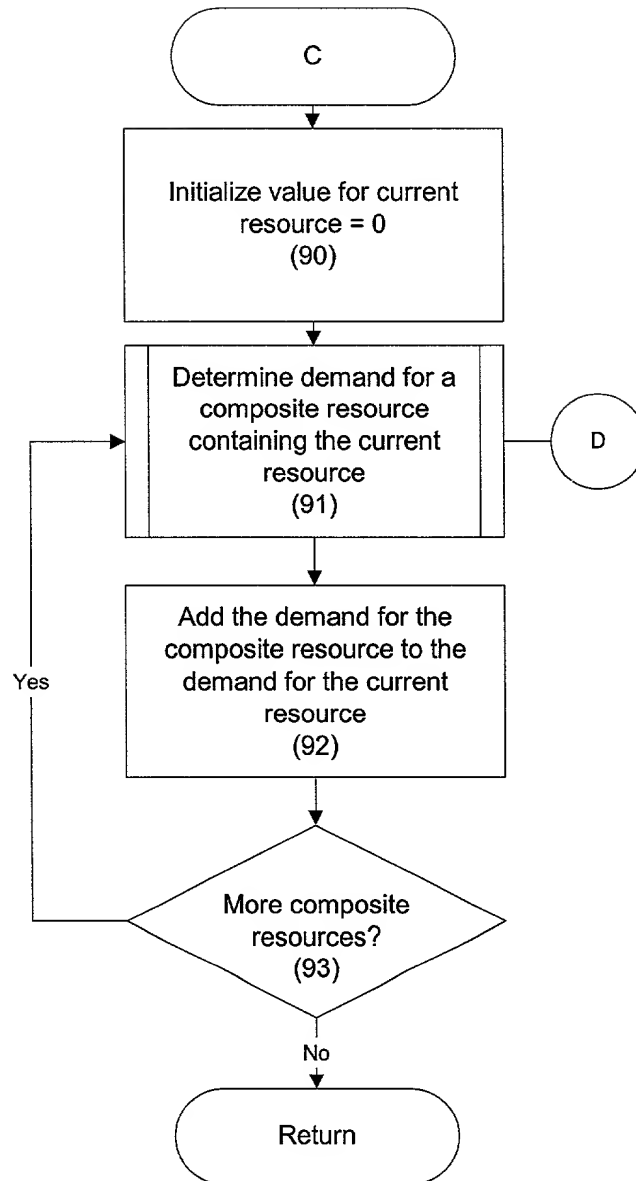 C
Initialize value for current
resource = 0
(90)
Determine demand for a
composite resource
containing the current
resource
(91)
D
Add the demand for the
composite resource to the
demand for the current
resource
(92)
Yes
More composite
resources?
(93)
No
Return